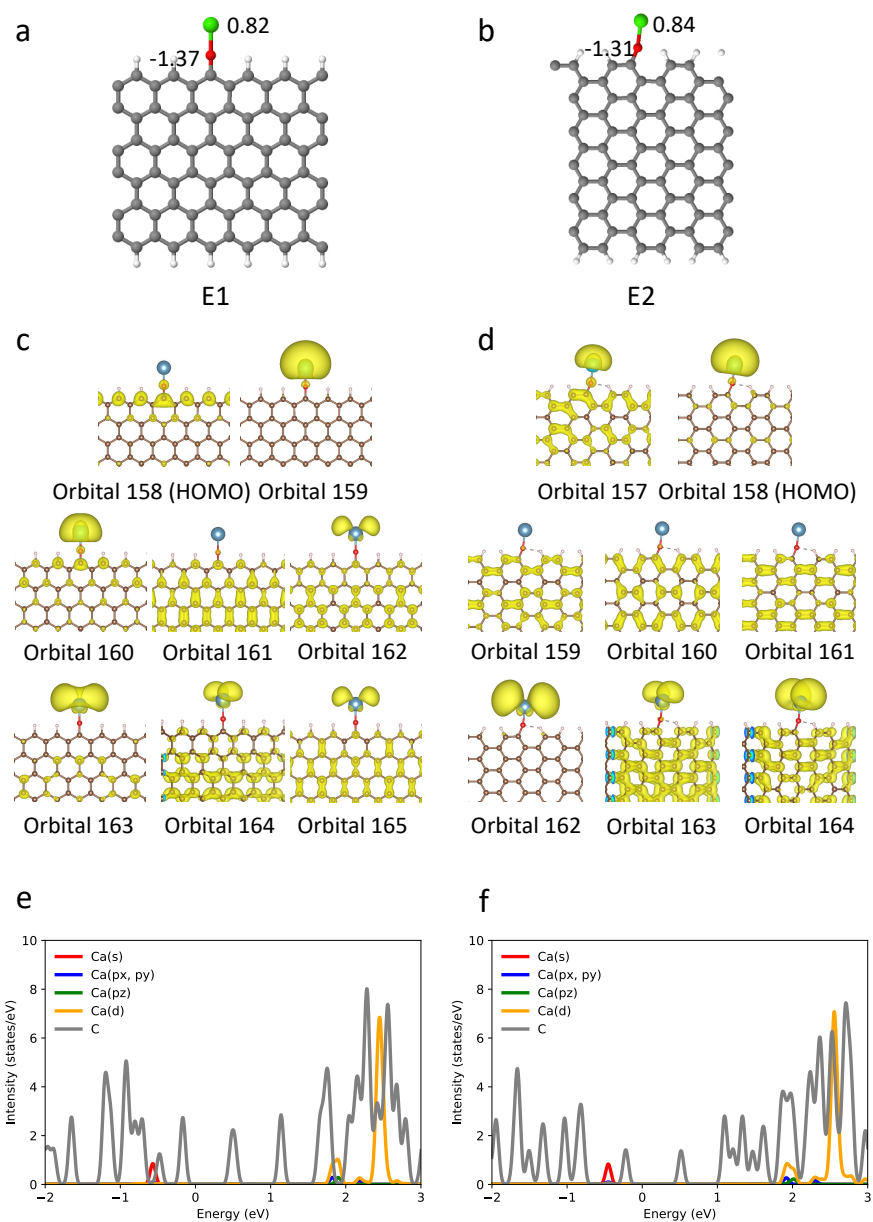 a
0.82
-1.37
E1
b
0.84
-1.31
E2
c
Orbital 158 (HOMO) Orbital 159
Orbital 160 Orbital 161 Orbital 162
Orbital 163 Orbital 164 Orbital 165
d
Orbital 157 Orbital 158 (HOMO)
Orbital 159 Orbital 160 Orbital 161
Orbital 162 Orbital 163 Orbital 164
e
Intensity (states/eV)
10
8
6
4
2
0
Ca(s)
Ca(px, py)
Ca(pz)
Ca(d)
C
−2 −1 0 1 2 3
Energy (eV)
f
Intensity (states/eV)
10
8
6
4
2
0
Ca(s)
Ca(px, py)
Ca(pz)
Ca(d)
C
−2 −1 0 1 2 3
Energy (eV)